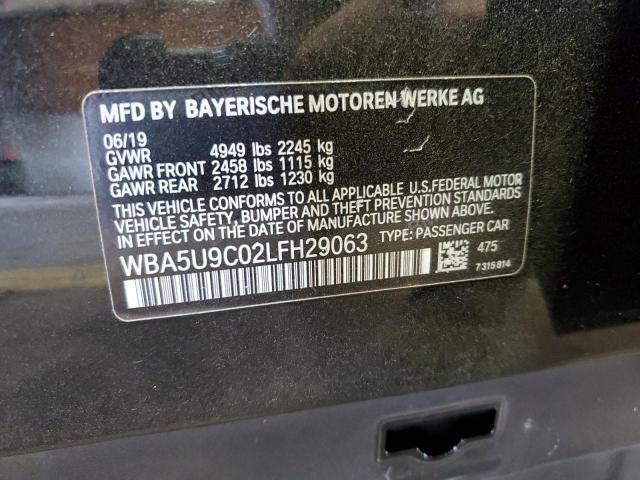 MFD BY BAYERISCHE MOTOREN WERKE AG
06/19
GVWR 4949 lbs 2245 kg
GAWR FRONT 2458 lbs 1115 kg
GAWR REAR 2712 lbs 1230 kg
THIS VEHICLE CONFORMS TO ALL APPLICABLE U.S.FEDERAL MOTOR
VEHICLE SAFETY, BUMPER AND THEFT PREVENTION STANDARDS
IN EFFECT ON THE DATE OF MANUFACTURE SHOWN ABOVE.
WBA5U9C02LFH29063 TYPE: PASSENGER CAR
475
7315814